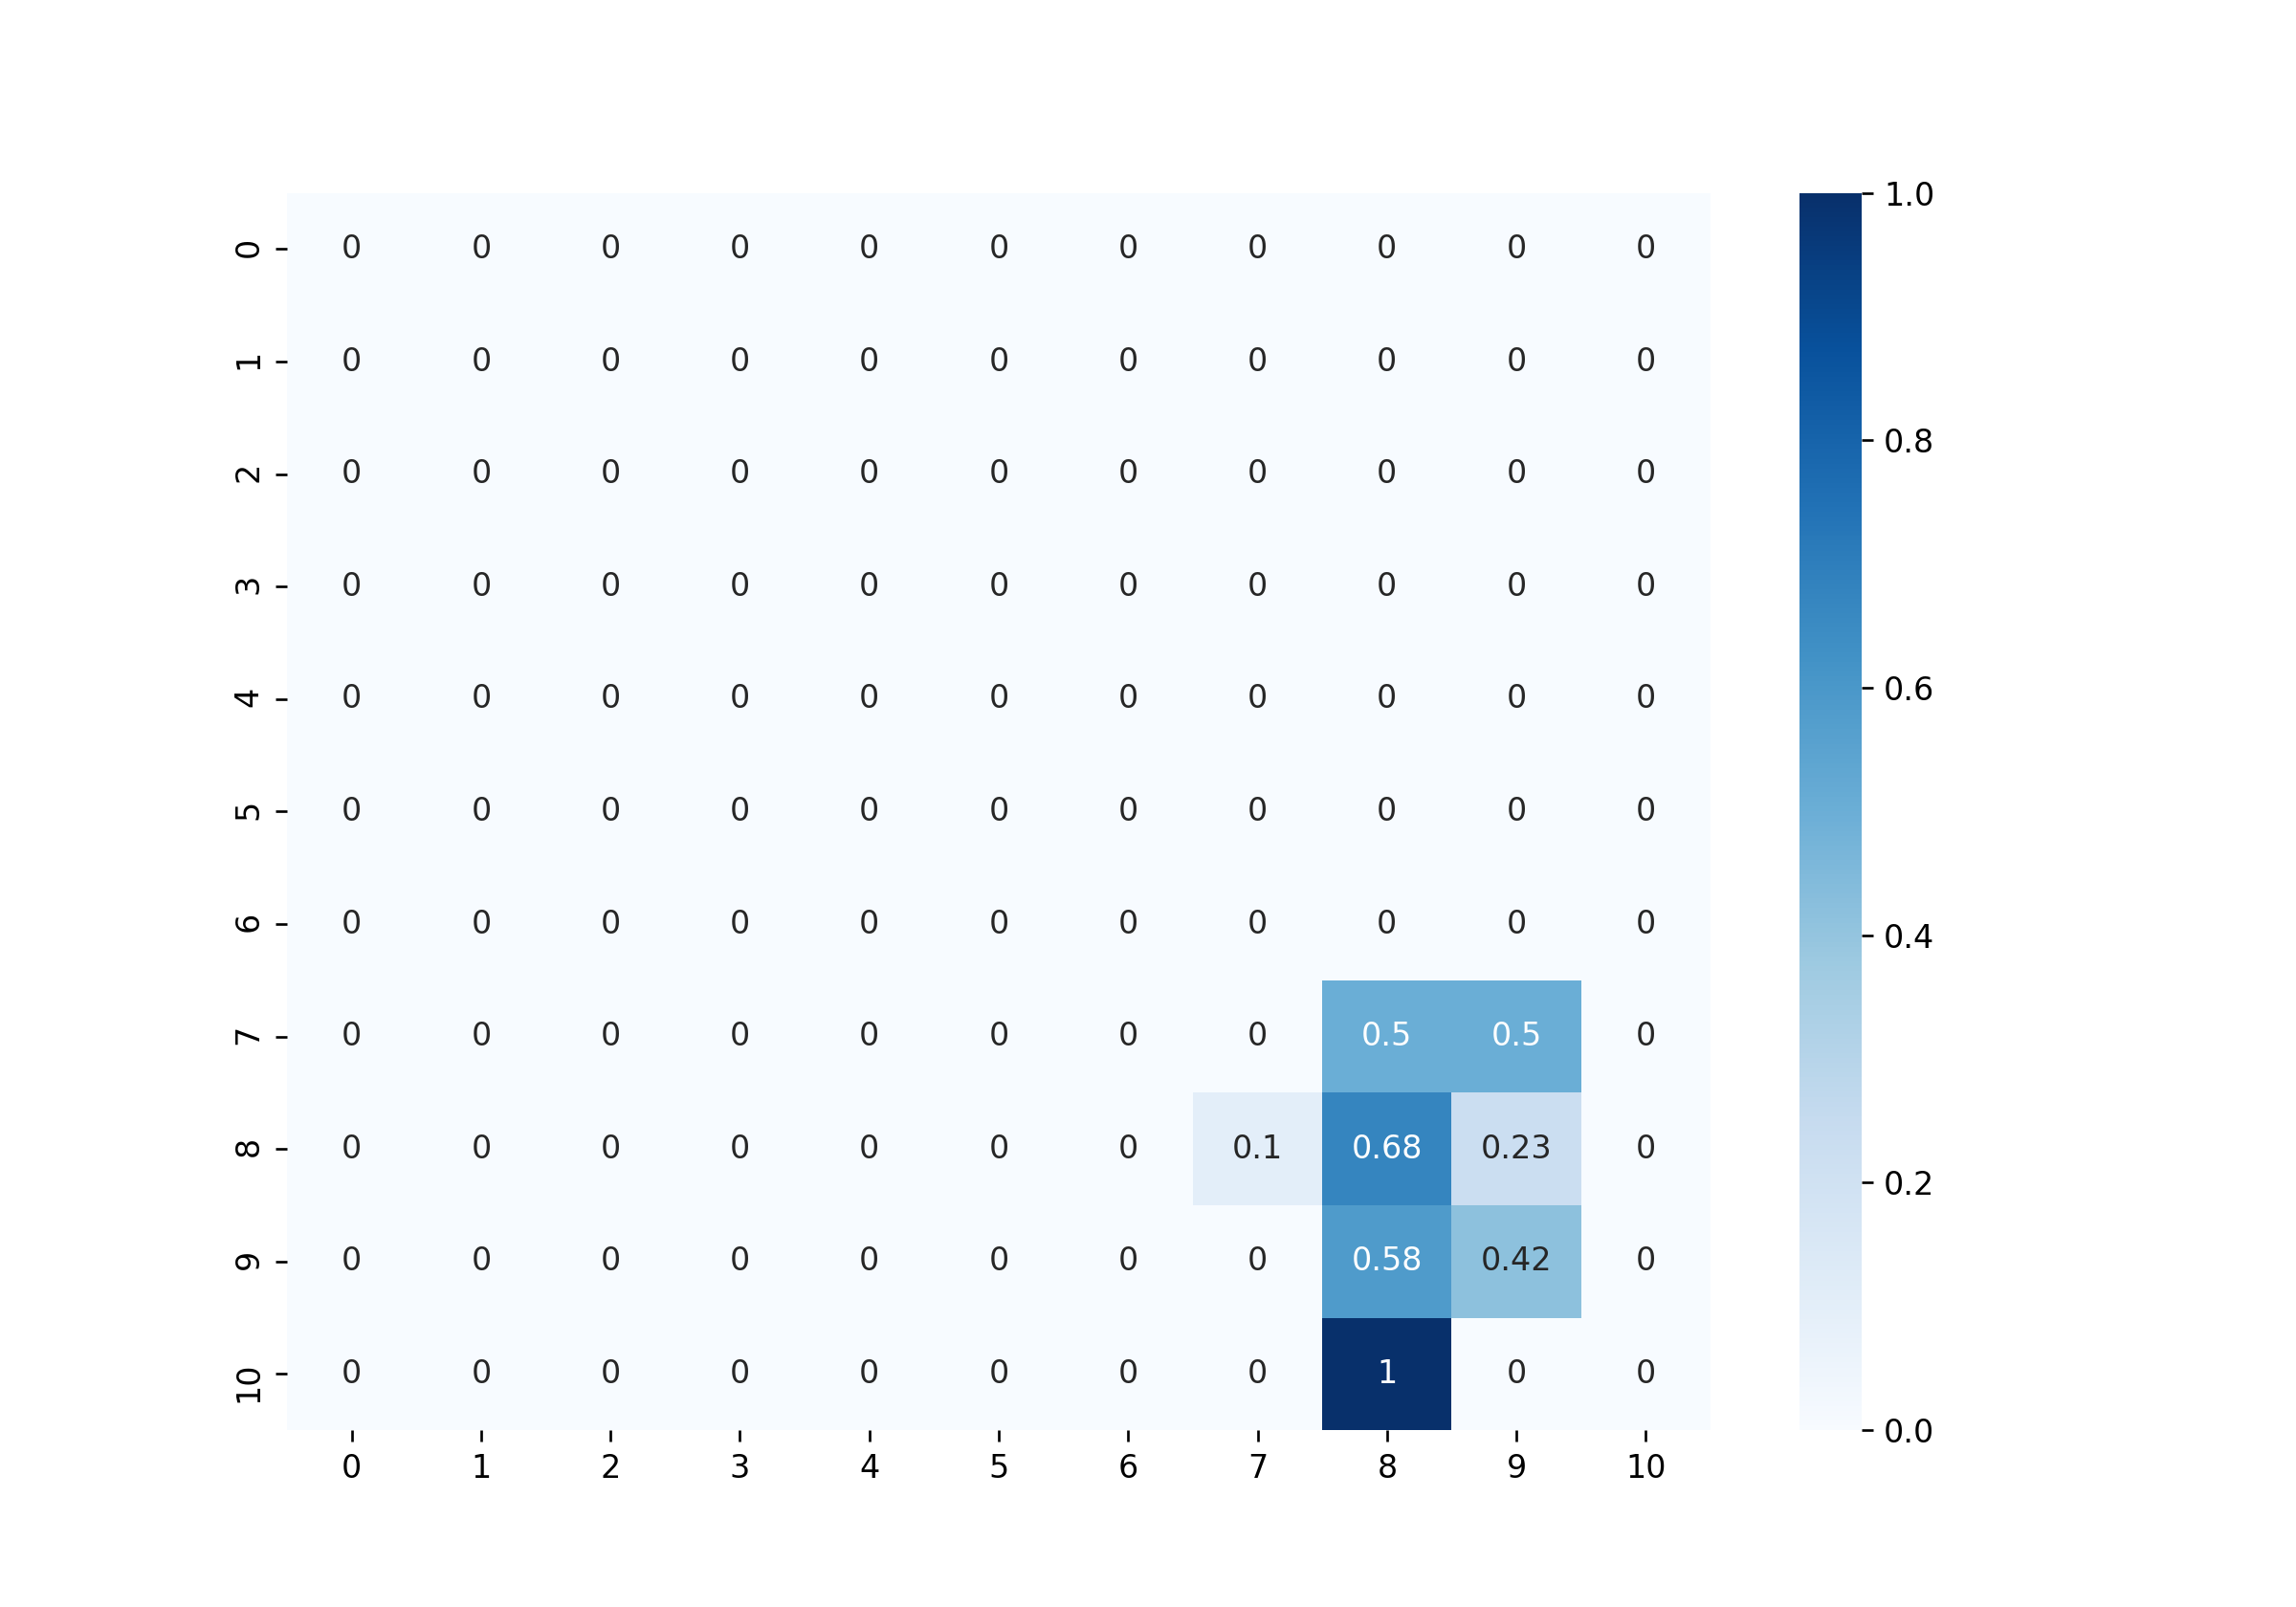 0 0 0 0 0 0 0 0 0 0 0 0
1 0 0 0 0 0 0 0 0 0 0 0
2 0 0 0 0 0 0 0 0 0 0 0
3 0 0 0 0 0 0 0 0 0 0 0
4 0 0 0 0 0 0 0 0 0 0 0
5 0 0 0 0 0 0 0 0 0 0 0
6 0 0 0 0 0 0 0 0 0 0 0
7 0 0 0 0 0 0 0 0 0.5 0.5 0
8 0 0 0 0 0 0 0 0.1 0.68 0.23 0
9 0 0 0 0 0 0 0 0 0.58 0.42 0
10 0 0 0 0 0 0 0 0 1 0 0
0 1 2 3 4 5 6 7 8 9 10
1.0
0.8
0.6
0.4
0.2
0.0